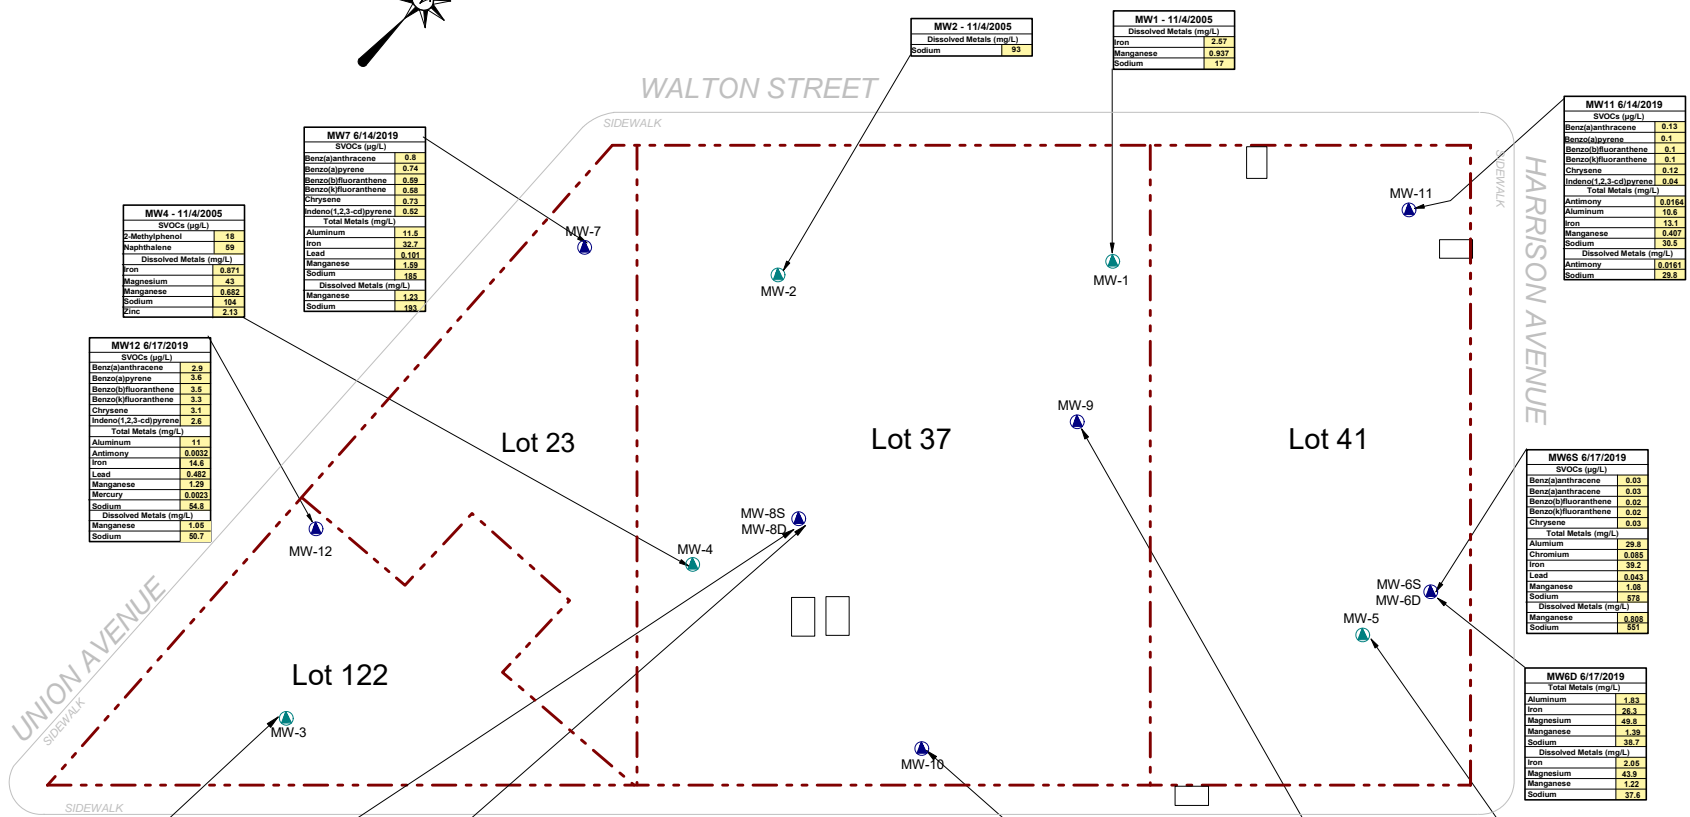 MW2 - 11/4/2005
Dissolved Metals (mg/L)
Sodium 93
MW1 - 11/4/2005
Dissolved Metals (mg/L)
Iron 2.57
Manganese 0.937
Sodium 17
WALTON STREET
SIDEWALK
MW7 6/14/2019
SVOCs (µg/L)
Benz(a)anthracene 0.8
Benzo(a)pyrene 0.74
Benzo(b)fluoranthene 0.59
Benzo(k)fluoranthene 0.58
Chrysene 0.73
Indeno(1,2,3-cd)pyrene 0.52
Total Metals (mg/L)
Aluminum 11.5
Iron 32.7
Lead 0.101
Manganese 1.59
Sodium 185
Dissolved Metals (mg/L)
Manganese 1.23
Sodium 193
MW11 6/14/2019
SVOCs (µg/L)
Benz(a)anthracene 0.13
Benzo(a)pyrene 0.1
Benzo(b)fluoranthene 0.1
Benzo(k)fluoranthene 0.1
Chrysene 0.12
Indeno(1,2,3-cd)pyrene 0.04
Total Metals (mg/L)
Antimony 0.0164
Aluminum 10.6
Iron 13.1
Manganese 0.407
Sodium 30.5
Dissolved Metals (mg/L)
Antimony 0.0161
Sodium 29.8
SIDEWALK
HARRISON AVENUE
MW4 - 11/4/2005
SVOCs (µg/L)
2-Methylphenol 18
Naphthalene 59
Dissolved Metals (mg/L)
Iron 0.871
Magnesium 43
Manganese 0.682
Sodium 104
Zinc 2.13
MW-7
MW-2
MW-1
MW-11
MW12 6/17/2019
SVOCs (µg/L)
Benz(a)anthracene 2.9
Benzo(a)pyrene 3.6
Benzo(b)fluoranthene 3.5
Benzo(k)fluoranthene 3.3
Chrysene 3.1
Indeno(1,2,3-cd)pyrene 2.6
Total Metals (mg/L)
Aluminum 11
Antimony 0.0032
Iron 14.6
Lead 0.482
Manganese 1.29
Mercury 0.0023
Sodium 54.8
Dissolved Metals (mg/L)
Manganese 1.05
Sodium 50.7
MW-9
Lot 23
Lot 37
Lot 41
MW6S 6/17/2019
SVOCs (µg/L)
Benz(a)anthracene 0.03
Benz(a)anthracene 0.03
Benzo(b)fluoranthene 0.02
Benzo(k)fluoranthene 0.02
Chrysene 0.03
Total Metals (mg/L)
Alumium 29.8
Chromium 0.085
Iron 39.2
Lead 0.043
Manganese 1.08
Sodium 578
Dissolved Metals (mg/L)
Manganese 0.808
Sodium 551
MW-8S
MW-8D
MW-12
MW-4
MW-6S
MW-6D
MW-5
UNION AVENUE
SIDEWALK
Lot 122
MW-3
MW-10
MW6D 6/17/2019
Total Metals (mg/L)
Aluminum 1.83
Iron 26.3
Magnesium 49.8
Manganese 1.39
Sodium 38.7
Dissolved Metals (mg/L)
Iron 2.05
Magnesium 43.9
Manganese 1.22
Sodium 37.6
SIDEWALK